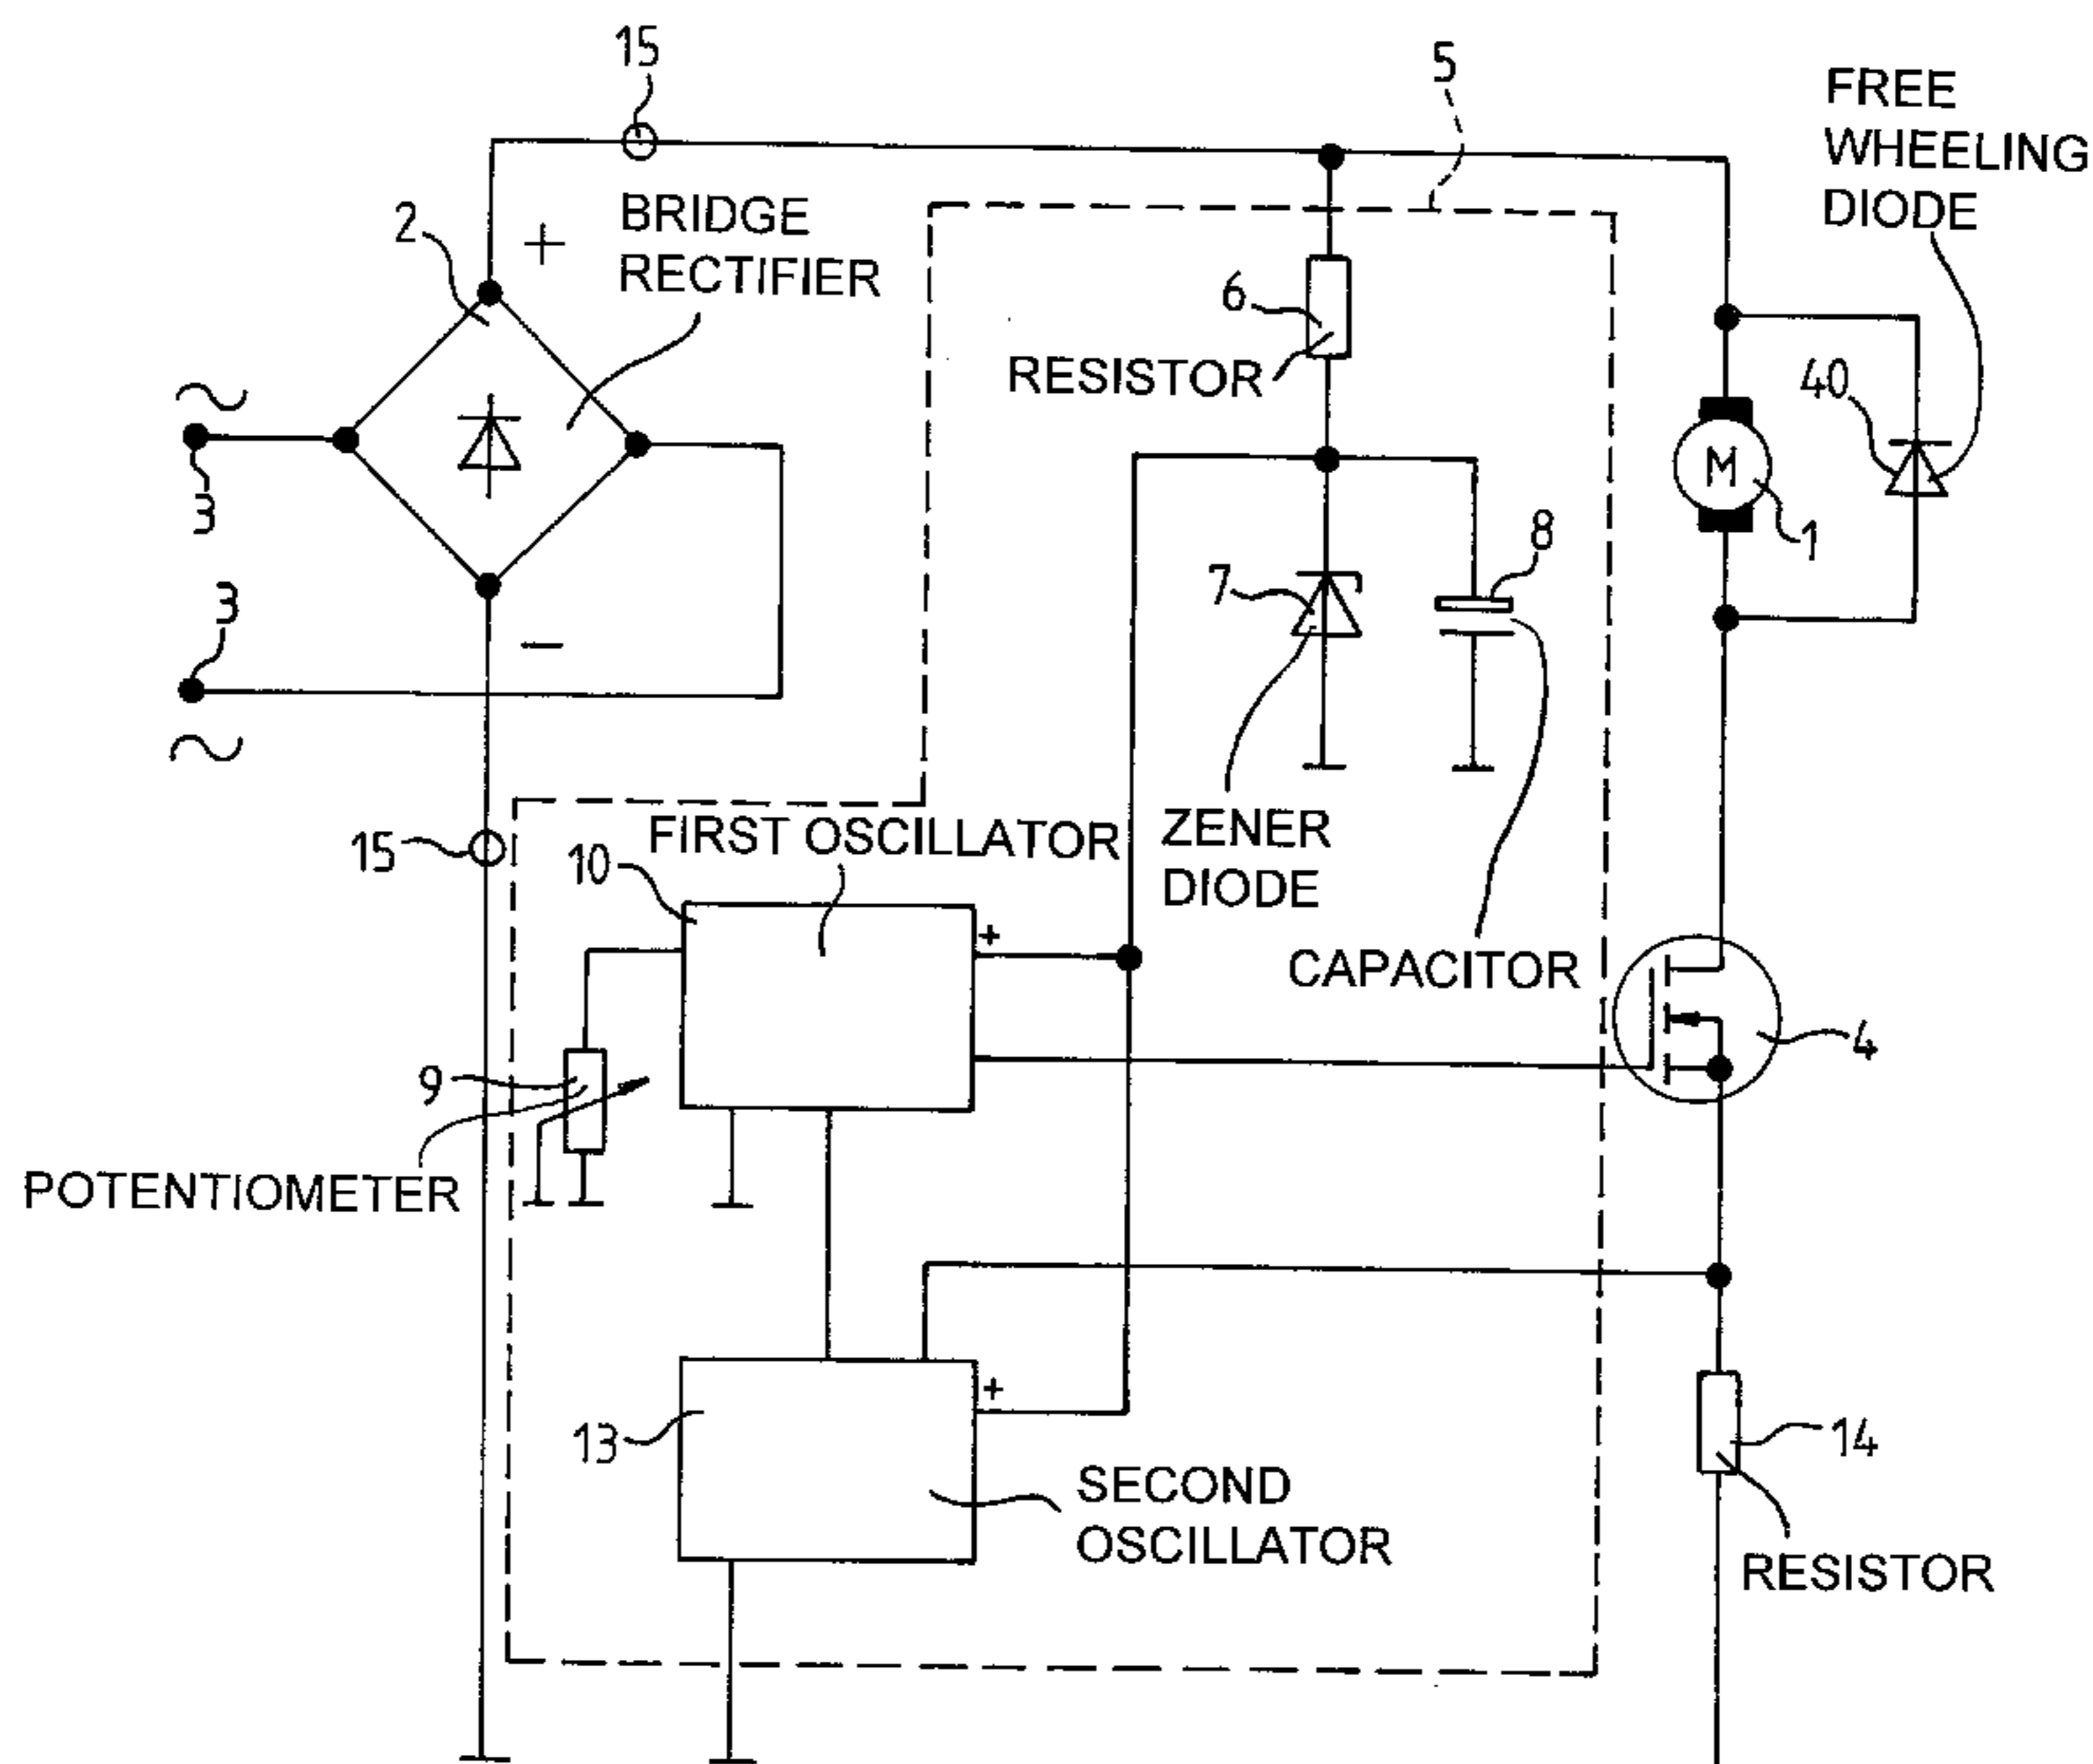 15
5
FREE
WHEELING
DIODE
2
+
BRIDGE
RECTIFIER
6
RESISTOR
40
3
M
1
8
7
3
−
ZENER
DIODE
15
10
FIRST OSCILLATOR
+
CAPACITOR
4
9
POTENTIOMETER
13
+
14
SECOND
OSCILLATOR
RESISTOR